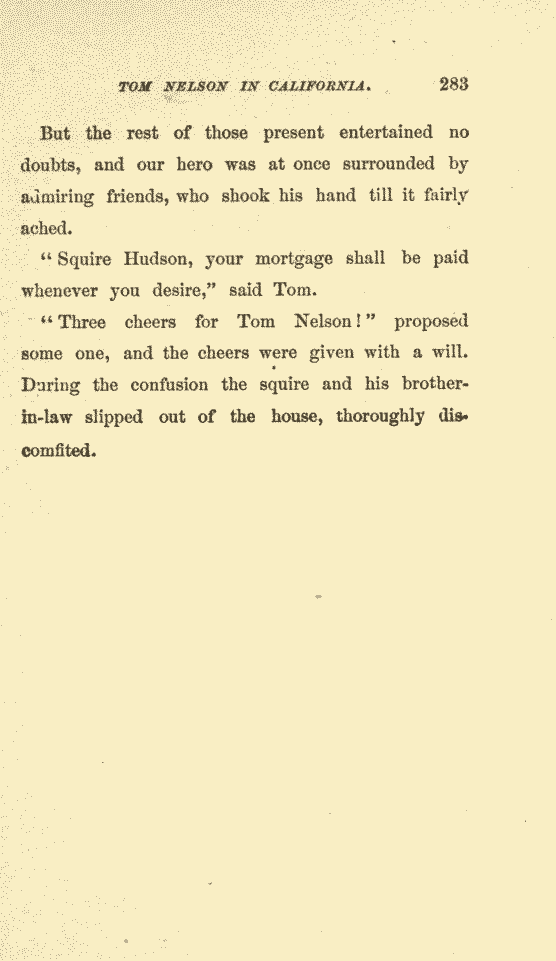 TOM NELSON IN CALIFORNIA. 283
But the rest of those present entertained no
doubts, and our hero was at once surrounded by
admiring friends, who shook his hand till it fairly
ached.
“Squire Hudson, your mortgage shall be paid
whenever you desire,” said Tom.
“Three cheers for Tom Nelson!” proposed
some one, and the cheers were given with a will.
During the confusion the squire and his brother-
in-law slipped out of the house, thoroughly dis-
comfited.